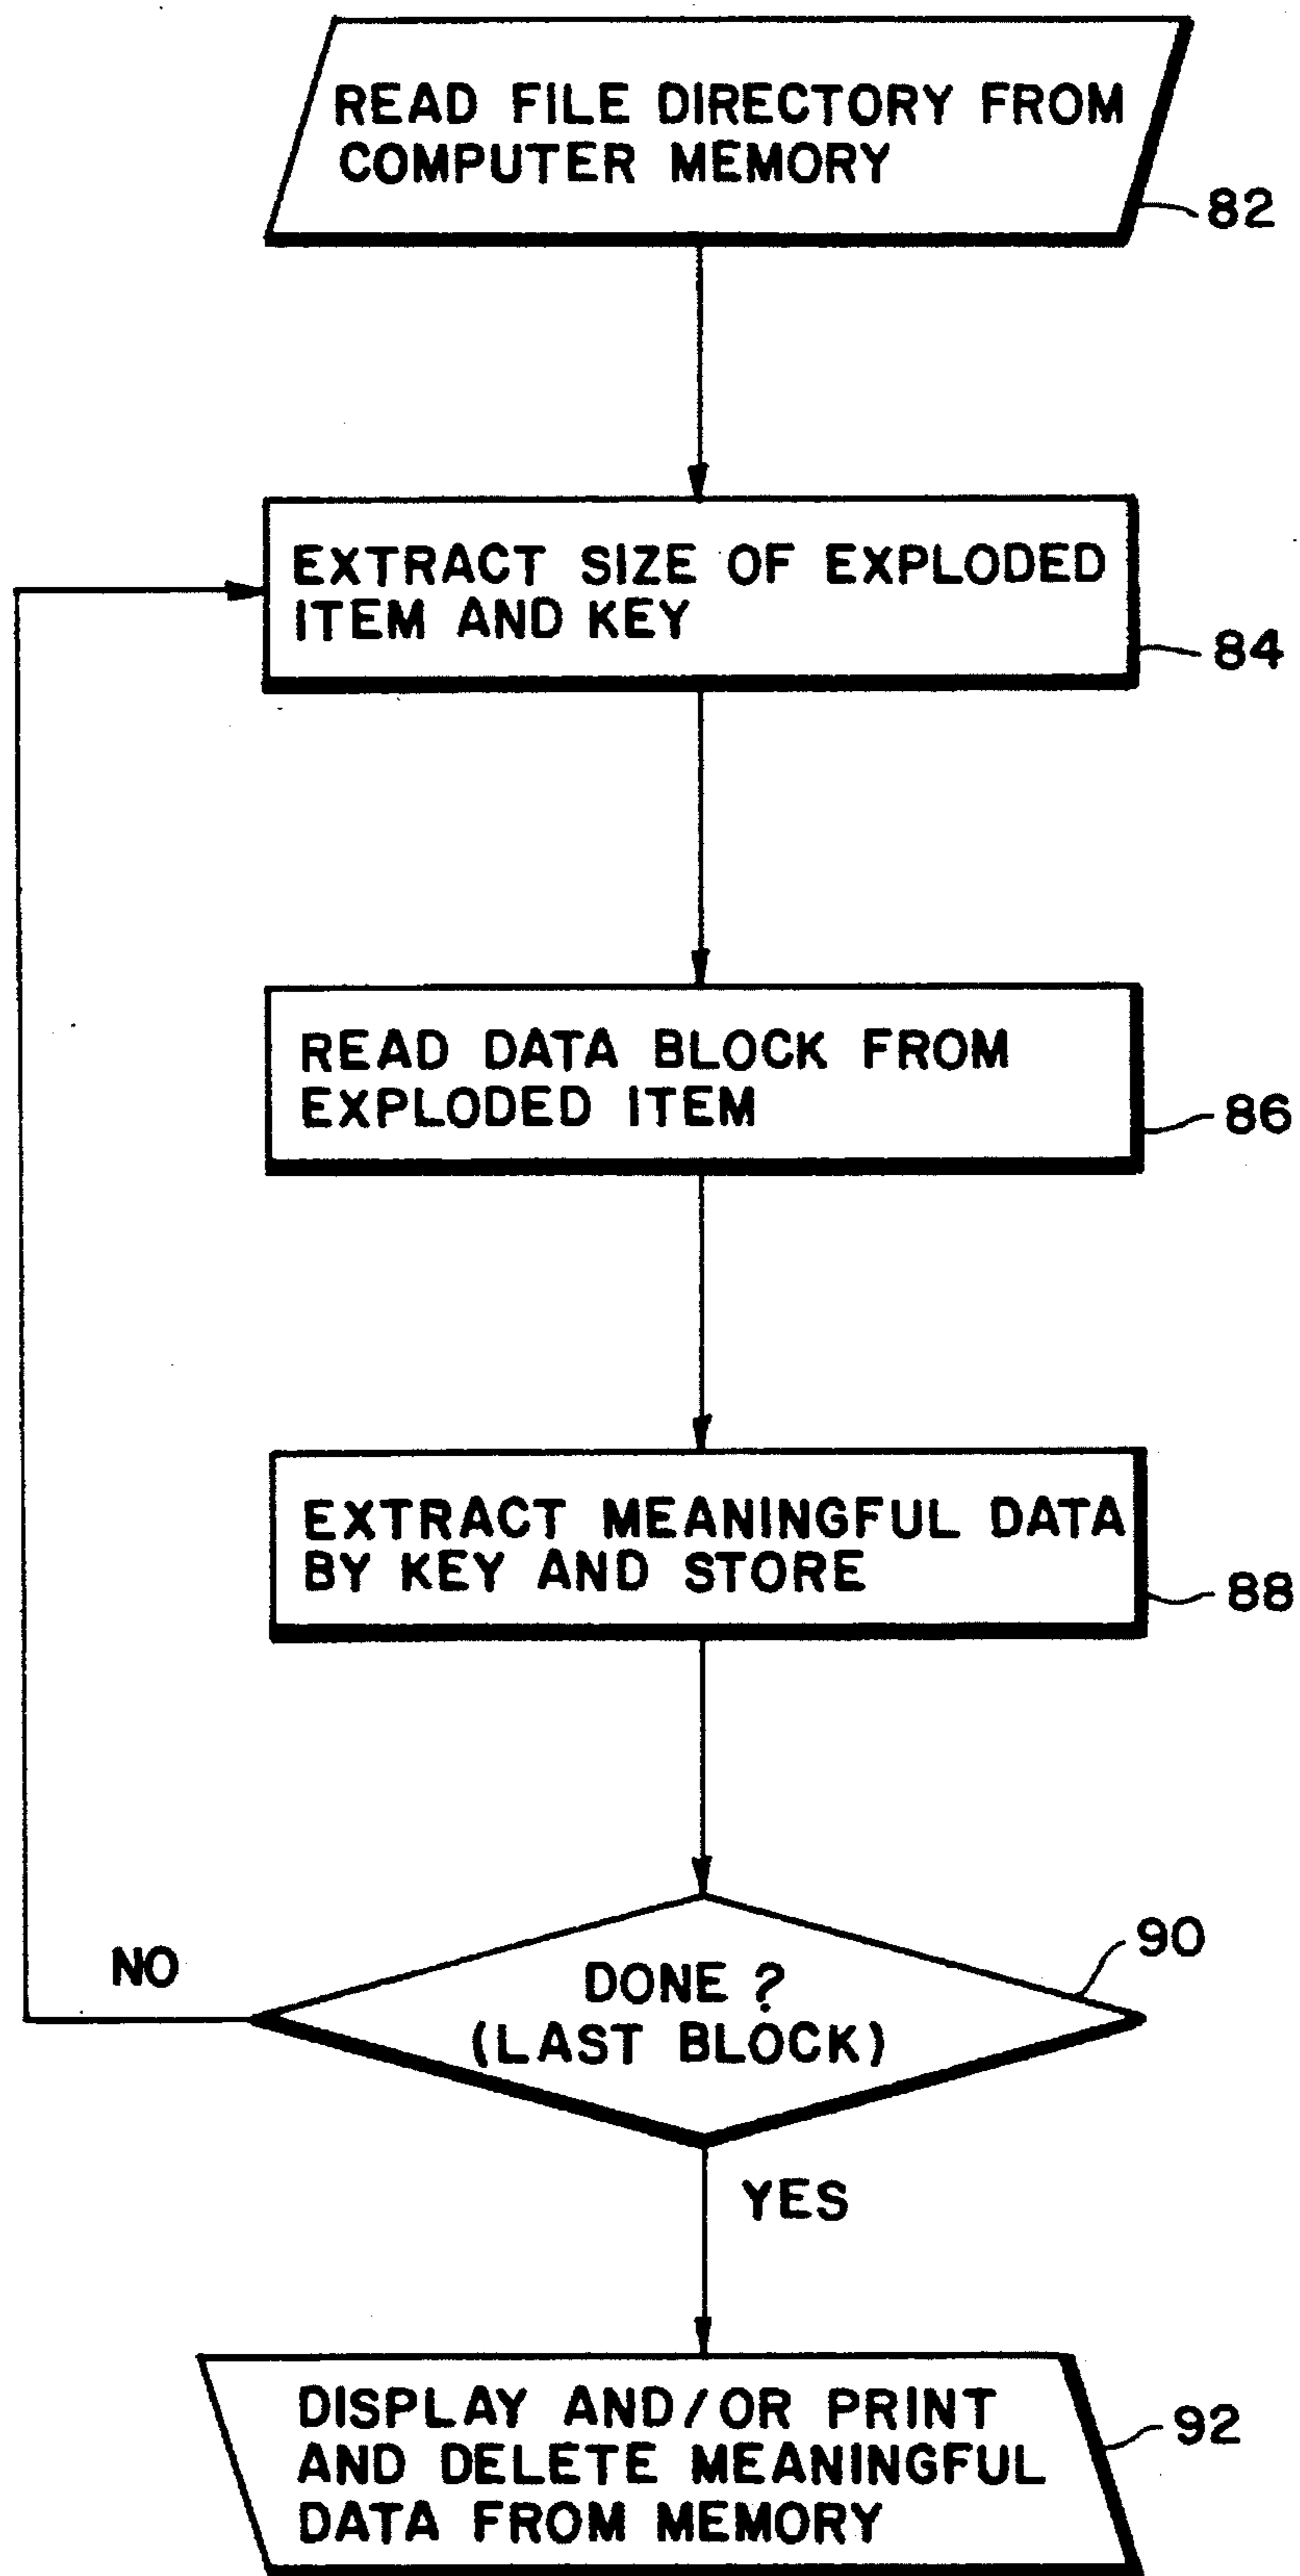 READ FILE DIRECTORY FROM
COMPUTER MEMORY
82
EXTRACT SIZE OF EXPLODED
ITEM AND KEY
84
READ DATA BLOCK FROM
EXPLODED ITEM
86
EXTRACT MEANINGFUL DATA
BY KEY AND STORE
88
90
NO
DONE ?
(LAST BLOCK)
YES
DISPLAY AND/OR PRINT
AND DELETE MEANINGFUL
DATA FROM MEMORY
92